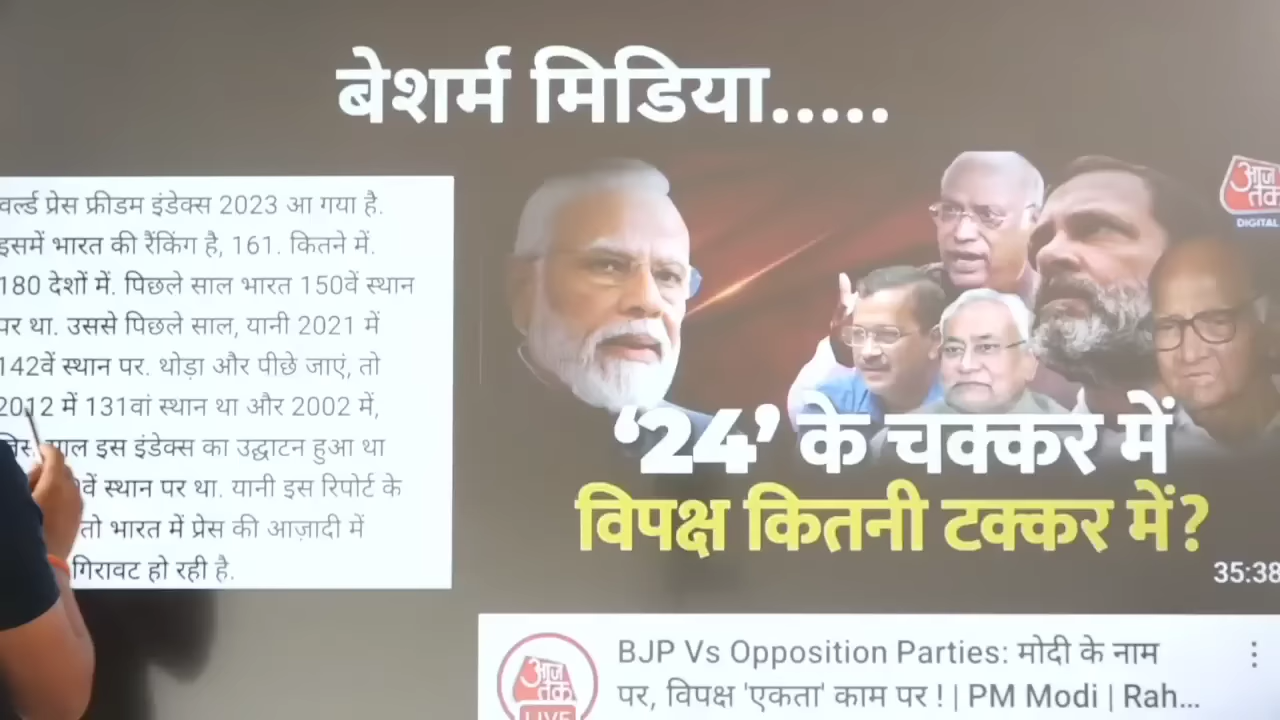 बेशर्म मिडिया.....
वर्ल्ड प्रेस फ्रीडम इंडेक्स 2023 आ गया है.
इसमें भारत की रैंकिंग है, 161. कितने में.
180 देशों में. पिछले साल भारत 150वें स्थान
पर था. उससे पिछले साल, यानी 2021 में
142वें स्थान पर. थोड़ा और पीछे जाएं, तो
2012 में 131वां स्थान था और 2002 में,
इस इंडेक्स का उद्घाटन हुआ था
वें स्थान पर था. यानी इस रिपोर्ट के
तो भारत में प्रेस की आज़ादी में
गिरावट हो रही है.
आज
तक
DIGITAL
‘24’ के चक्कर में
विपक्ष कितनी टक्कर में?
35:38
आज
तक
LIVE
BJP Vs Opposition Parties: मोदी के नाम
पर, विपक्ष 'एकता' काम पर ! | PM Modi | Rah...